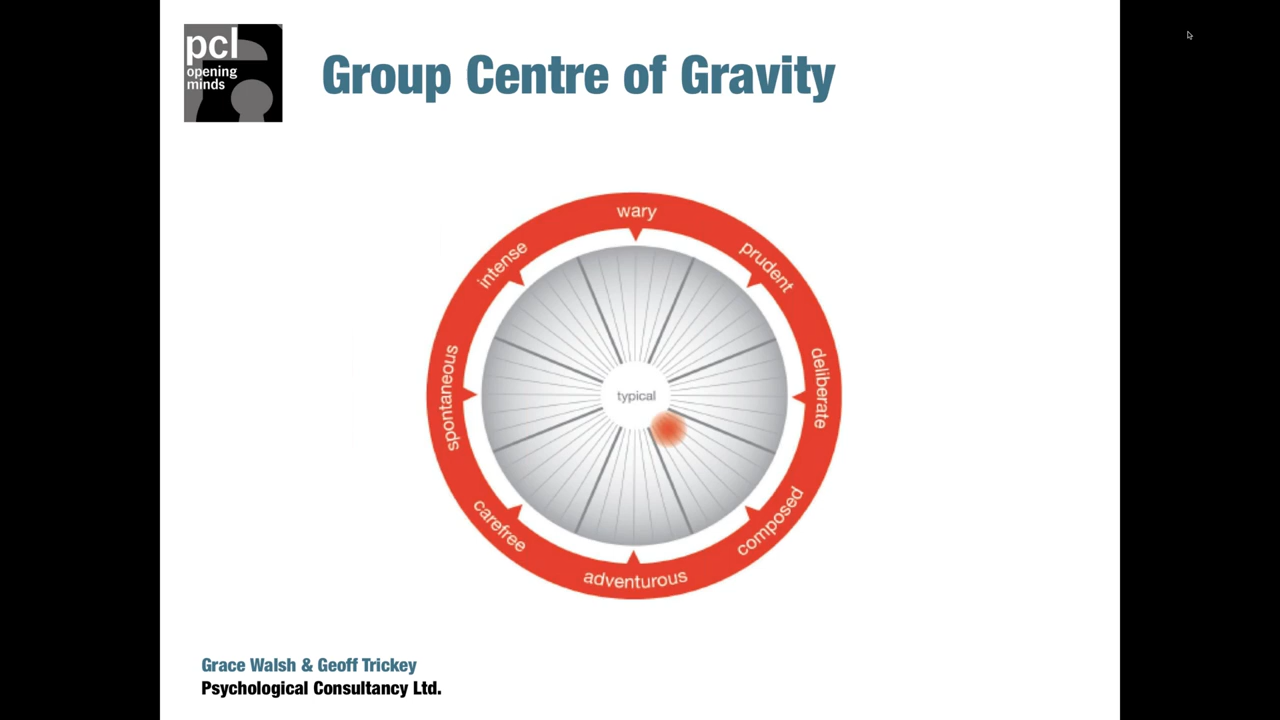 pcl
opening
minds
Group Centre of Gravity
wary
prudent
deliberate
composed
adventurous
carefree
spontaneous
intense
typical
Grace Walsh & Geoff Trickey
Psychological Consultancy Ltd.